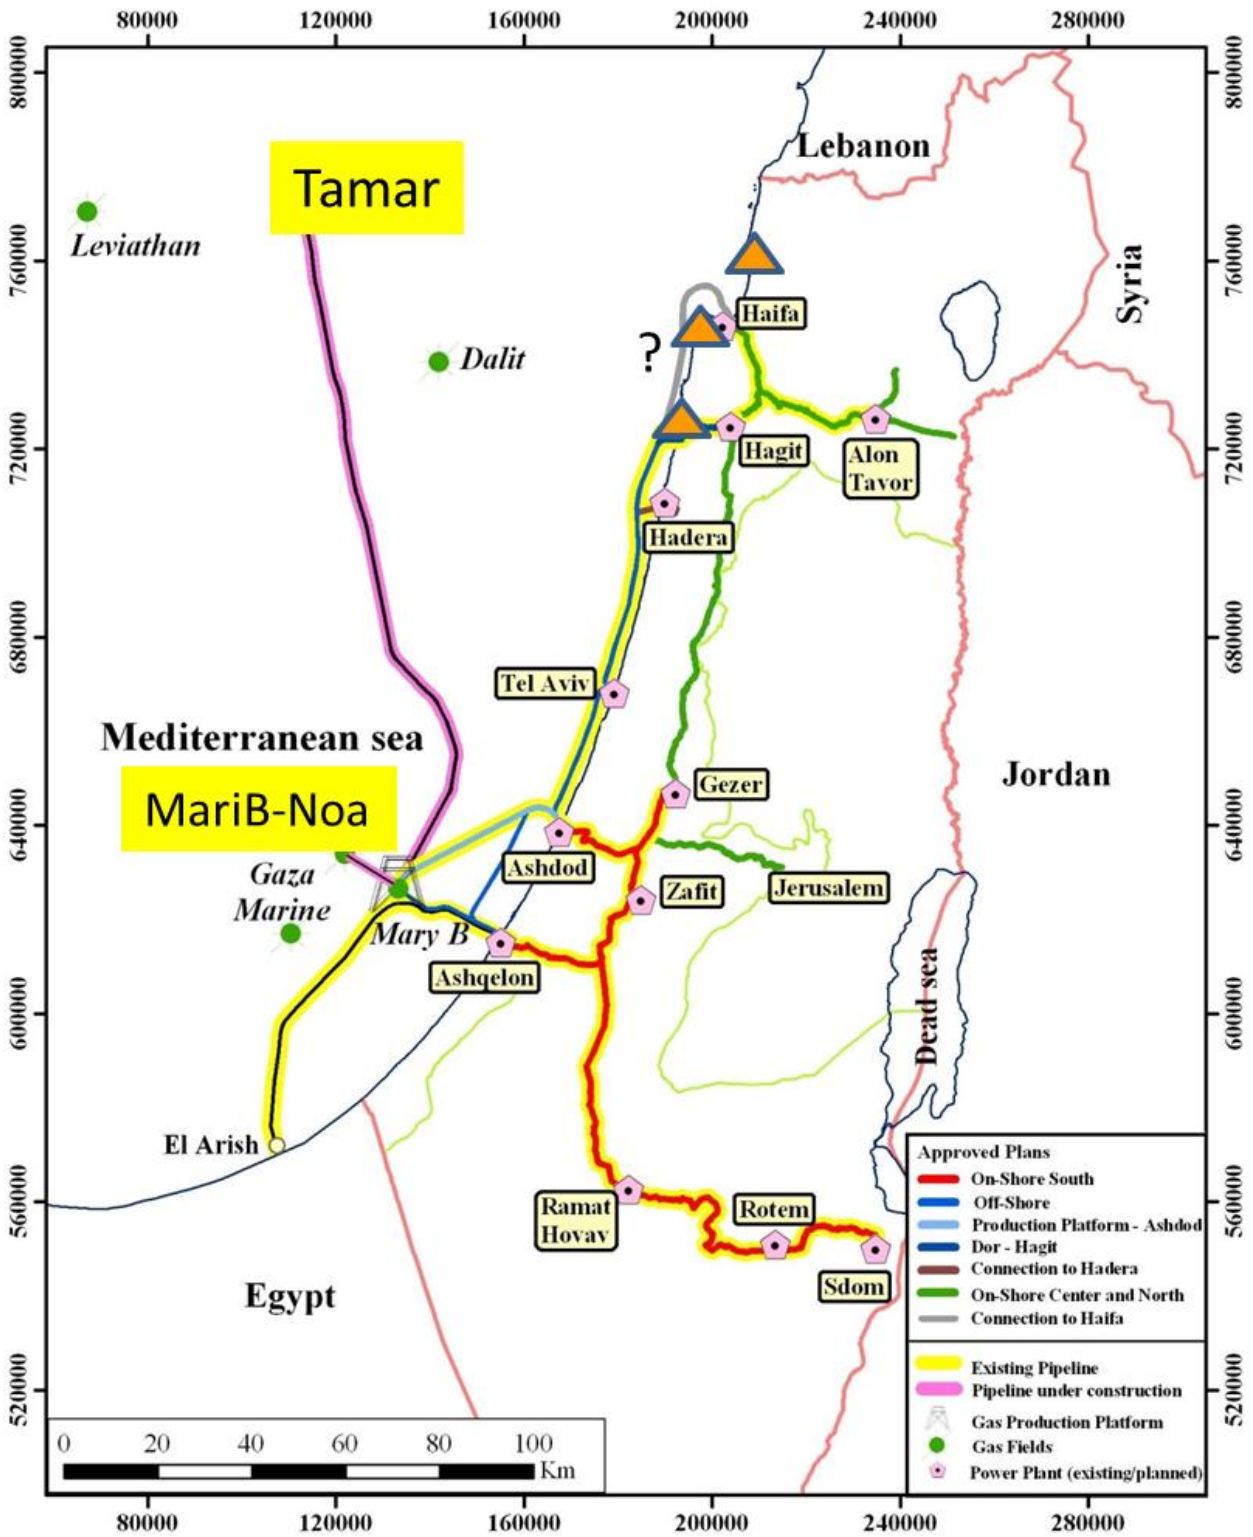 80000 120000 160000 200000 240000 280000
800000
800000
Lebanon
Tamar
Leviathan
760000
760000
Syria
Haifa
?
Dalit
720000
720000
Hagit
Alon
Tavor
Hadera
680000
680000
Tel Aviv
Mediterranean sea
Jordan
Gezer
MariB-Noa
640000
640000
Ashdod
Gaza
Marine
Zafit
Jerusalem
Mary B
Ashqelon
Dead sea
600000
600000
El Arish
560000
560000
Ramat
Hovav
Rotem
Sdom
Egypt
Approved Plans
On-Shore South
Off-Shore
Production Platform - Ashdod
Dor - Hagit
Connection to Hadera
On-Shore Center and North
Connection to Haifa
Existing Pipeline
Pipeline under construction
Gas Production Platform
Gas Fields
Power Plant (existing/planned)
520000
520000
0 20 40 60 80 100
Km
80000 120000 160000 200000 240000 280000